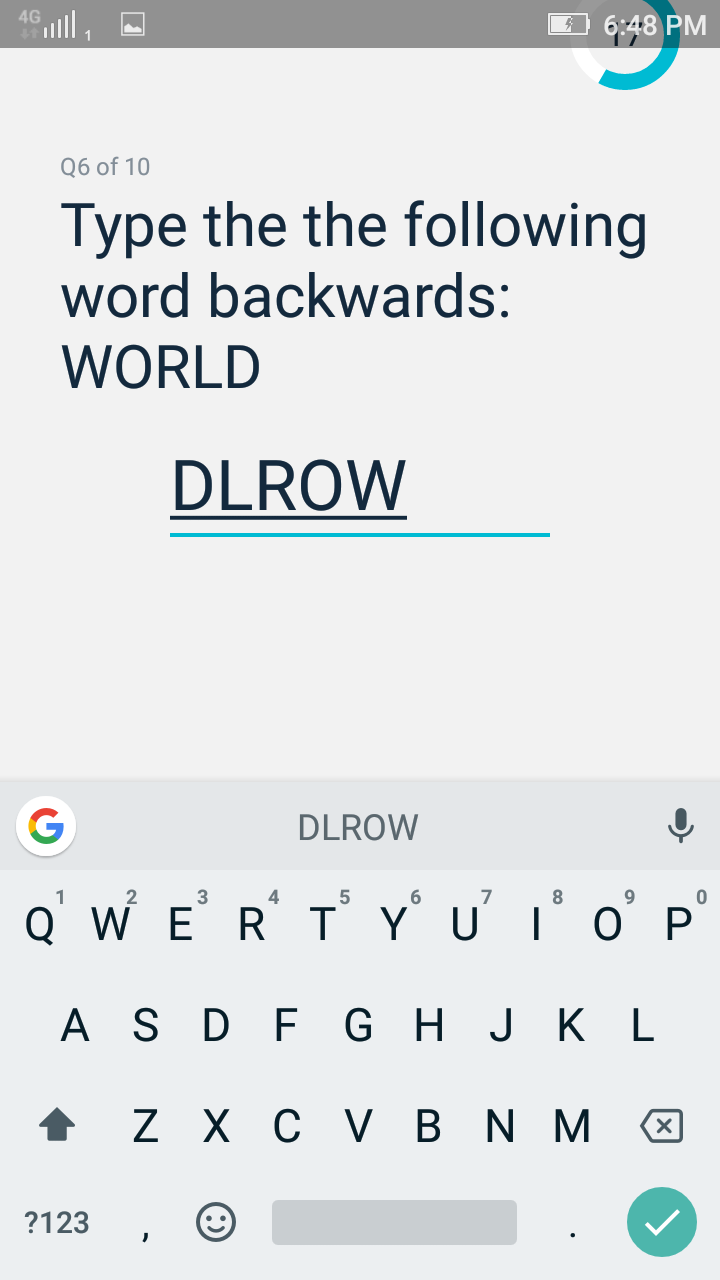 4G 1 6:48 PM
17
Q6 of 10
Type the the following
word backwards:
WORLD
DLROW
DLROW
1 2 3 4 5 6 7 8 9 0
Q W E R T Y U I O P
A S D F G H J K L
Z X C V B N M
?123 , .